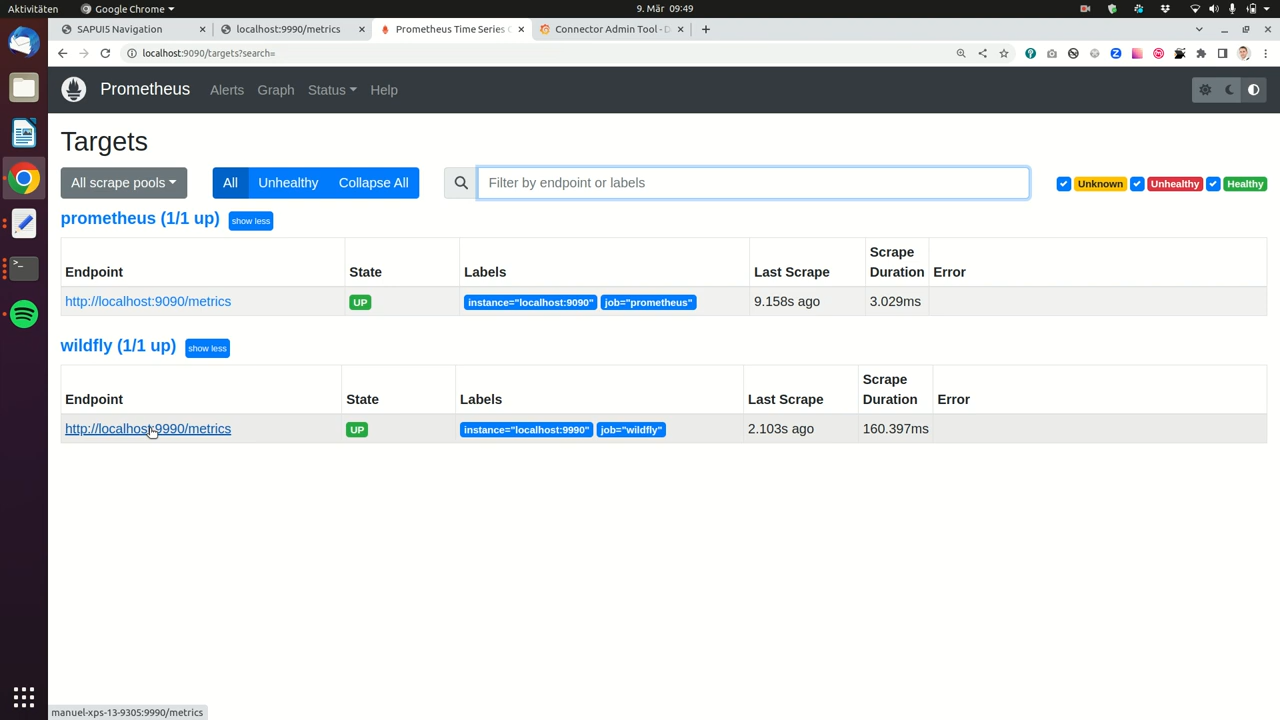 Aktivitäten
Google Chrome
9. Mär 09:49
SAPUI5 Navigation
localhost:9990/metrics
Prometheus Time Series
Connector Admin Tool - D
localhost:9090/targets?search=
Prometheus
Alerts
Graph
Status
Help
Targets
All scrape pools
All
Unhealthy
Collapse All
Filter by endpoint or labels
Unknown
Unhealthy
Healthy
prometheus (1/1 up)
show less
Endpoint
State
Labels
Last Scrape
Scrape
Duration
Error
http://localhost:9090/metrics
UP
instance="localhost:9090"
job="prometheus"
9.158s ago
3.029ms
wildfly (1/1 up)
show less
Endpoint
State
Labels
Last Scrape
Scrape
Duration
Error
http://localhost:9990/metrics
UP
instance="localhost:9990"
job="wildfly"
2.103s ago
160.397ms
manuel-xps-13-9305:9990/metrics